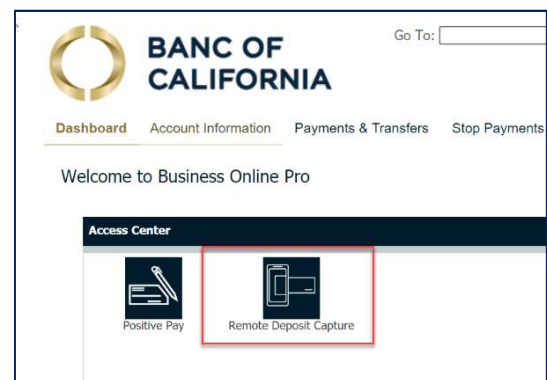 BANC OF
CALIFORNIA
Go To:
Dashboard Account Information Payments & Transfers Stop Payments
Welcome to Business Online Pro
Access Center
Positive Pay Remote Deposit Capture